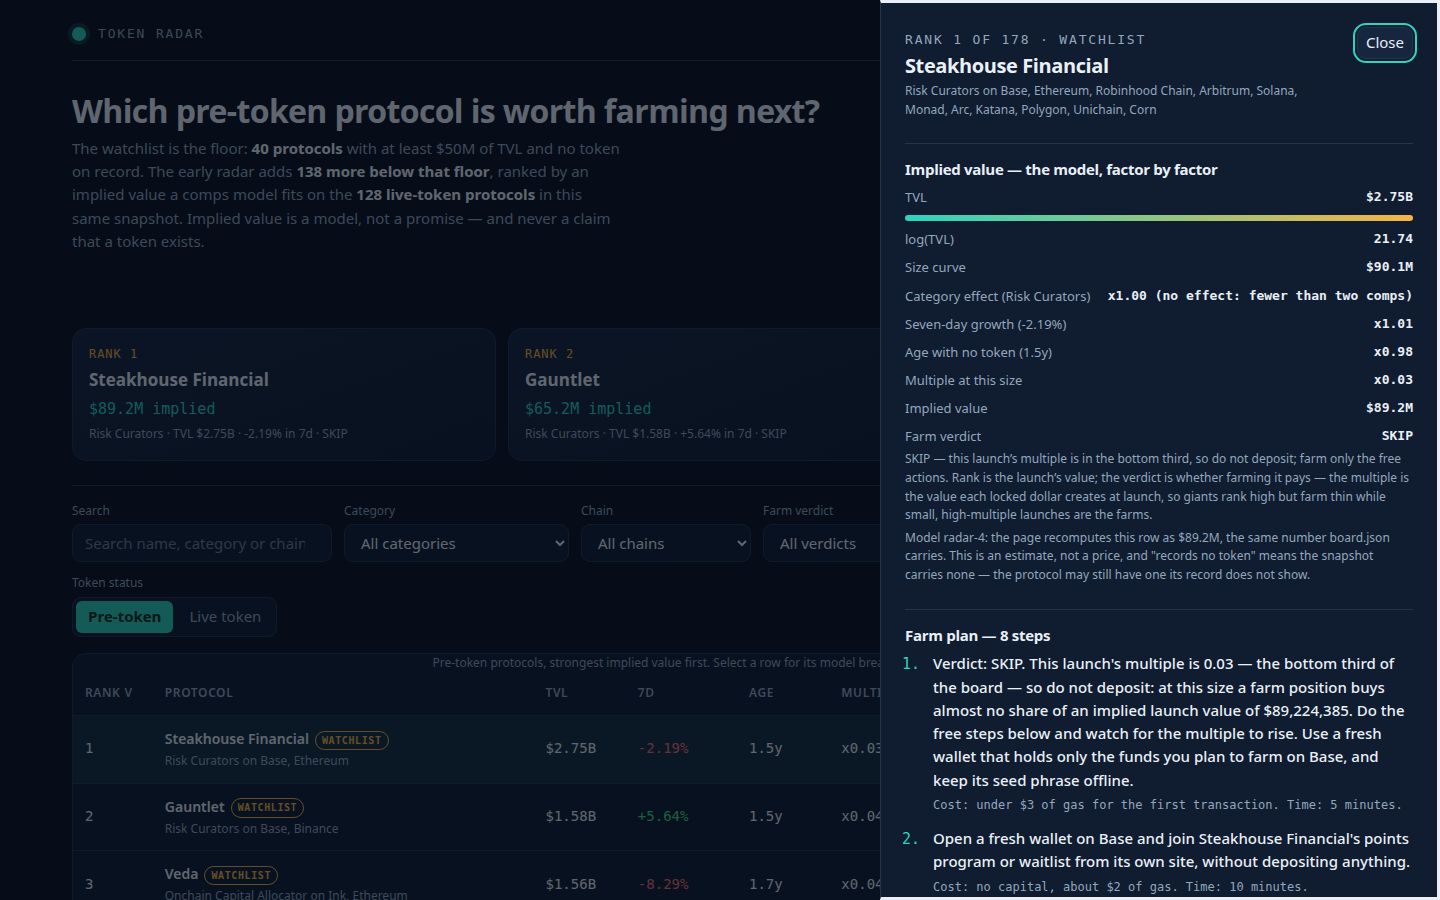 TOKEN RADAR
Which pre-token protocol is worth farming next?
The watchlist is the floor: 40 protocols with at least $50M of TVL and no token
on record. The early radar adds 138 more below that floor, ranked by an
implied value a comps model fits on the 128 live-token protocols in this
same snapshot. Implied value is a model, not a promise — and never a claim
that a token exists.
RANK 1
Steakhouse Financial
$89.2M implied
Risk Curators · TVL $2.75B · -2.19% in 7d · SKIP
RANK 2
Gauntlet
$65.2M implied
Risk Curators · TVL $1.58B · +5.64% in 7d · SKIP
Search
Category
Chain
Farm verdict
Search name, category or chain
All categories
All chains
All verdicts
Token status
Pre-token
Live token
Pre-token protocols, strongest implied value first. Select a row for its model
RANK V PROTOCOL TVL 7D AGE
1 Steakhouse Financial WATCHLIST $2.75B -2.19% 1.5y x0.03
Risk Curators on Base, Ethereum
2 Gauntlet WATCHLIST $1.58B +5.64% 1.5y x0.04
Risk Curators on Base, Binance
3 Veda WATCHLIST $1.56B -8.29% 1.7y x0.04
Onchain Capital Allocator on Ink, Ethereum
RANK 1 OF 178 · WATCHLIST
Close
Steakhouse Financial
Risk Curators on Base, Ethereum, Robinhood Chain, Arbitrum, Solana,
Monad, Arc, Katana, Polygon, Unichain, Corn
Implied value — the model, factor by factor
TVL $2.75B
log(TVL) 21.74
Size curve $90.1M
Category effect (Risk Curators) x1.00 (no effect: fewer than two comps)
Seven-day growth (-2.19%) x1.01
Age with no token (1.5y) x0.98
Multiple at this size x0.03
Implied value $89.2M
Farm verdict SKIP
SKIP — this launch's multiple is in the bottom third, so do not deposit; farm only the free
actions. Rank is the launch's value; the verdict is whether farming it pays — the multiple is
the value each locked dollar creates at launch, so giants rank high but farm thin while
small, high-multiple launches are the farms.
Model radar-4: the page recomputes this row as $89.2M, the same number board.json
carries. This is an estimate, not a price, and "records no token" means the snapshot
carries none — the protocol may still have one its record does not show.
Farm plan — 8 steps
1. Verdict: SKIP. This launch's multiple is 0.03 — the bottom third of
the board — so do not deposit: at this size a farm position buys
almost no share of an implied launch value of $89,224,385. Do the
free steps below and watch for the multiple to rise. Use a fresh
wallet that holds only the funds you plan to farm on Base, and
keep its seed phrase offline.
Cost: under $3 of gas for the first transaction. Time: 5 minutes.
2. Open a fresh wallet on Base and join Steakhouse Financial's points
program or waitlist from its own site, without depositing anything.
Cost: no capital, about $2 of gas. Time: 10 minutes.